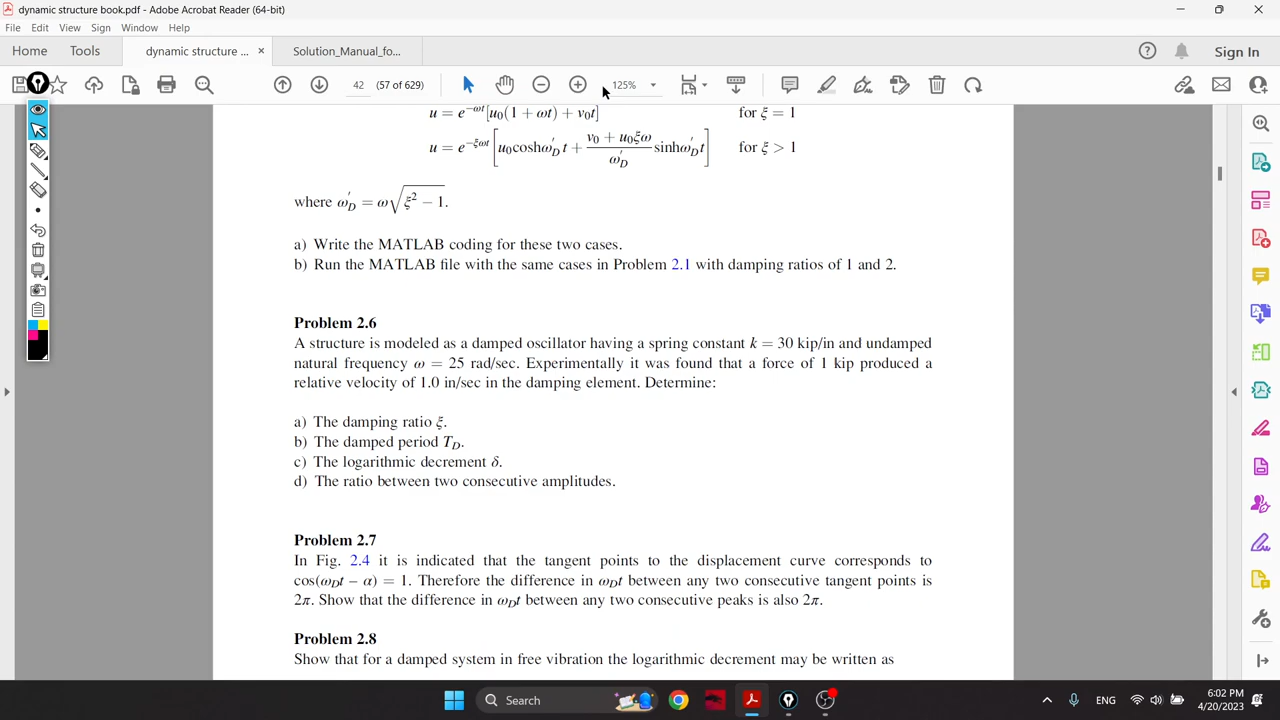 dynamic structure book.pdf - Adobe Acrobat Reader (64-bit)
File Edit View Sign Window Help
Home Tools dynamic structure ... × Solution_Manual_fo... Sign In
42 (57 of 629) 125%
u = e^{−ωt}[u₀(1 + ωt) + v₀t] for ξ = 1
u = e^{−ξωt}[u₀coshω′_D t + (v₀ + u₀ξω)/ω′_D sinhω′_D t] for ξ > 1
where ω′_D = ω√(ξ² − 1).
a) Write the MATLAB coding for these two cases.
b) Run the MATLAB file with the same cases in Problem 2.1 with damping ratios of 1 and 2.
Problem 2.6
A structure is modeled as a damped oscillator having a spring constant k = 30 kip/in and undamped
natural frequency ω = 25 rad/sec. Experimentally it was found that a force of 1 kip produced a
relative velocity of 1.0 in/sec in the damping element. Determine:
a) The damping ratio ξ.
b) The damped period T_D.
c) The logarithmic decrement δ.
d) The ratio between two consecutive amplitudes.
Problem 2.7
In Fig. 2.4 it is indicated that the tangent points to the displacement curve corresponds to
cos(ω_Dt − α) = 1. Therefore the difference in ω_Dt between any two consecutive tangent points is
2π. Show that the difference in ω_Dt between any two consecutive peaks is also 2π.
Problem 2.8
Show that for a damped system in free vibration the logarithmic decrement may be written as
Search ENG 6:02 PM
4/20/2023